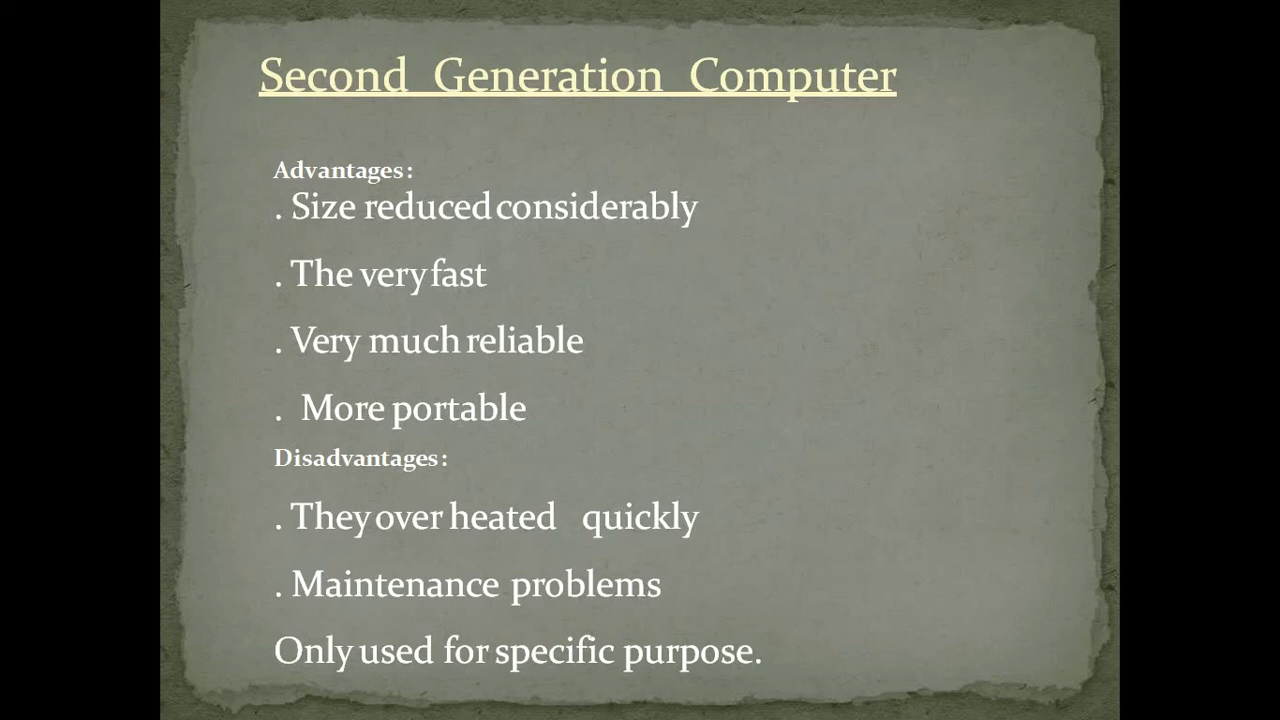 Second Generation Computer
Advantages:
. Size reduced considerably
. The very fast
. Very much reliable
. More portable
Disadvantages:
. They over heated quickly
. Maintenance problems
Only used for specific purpose.